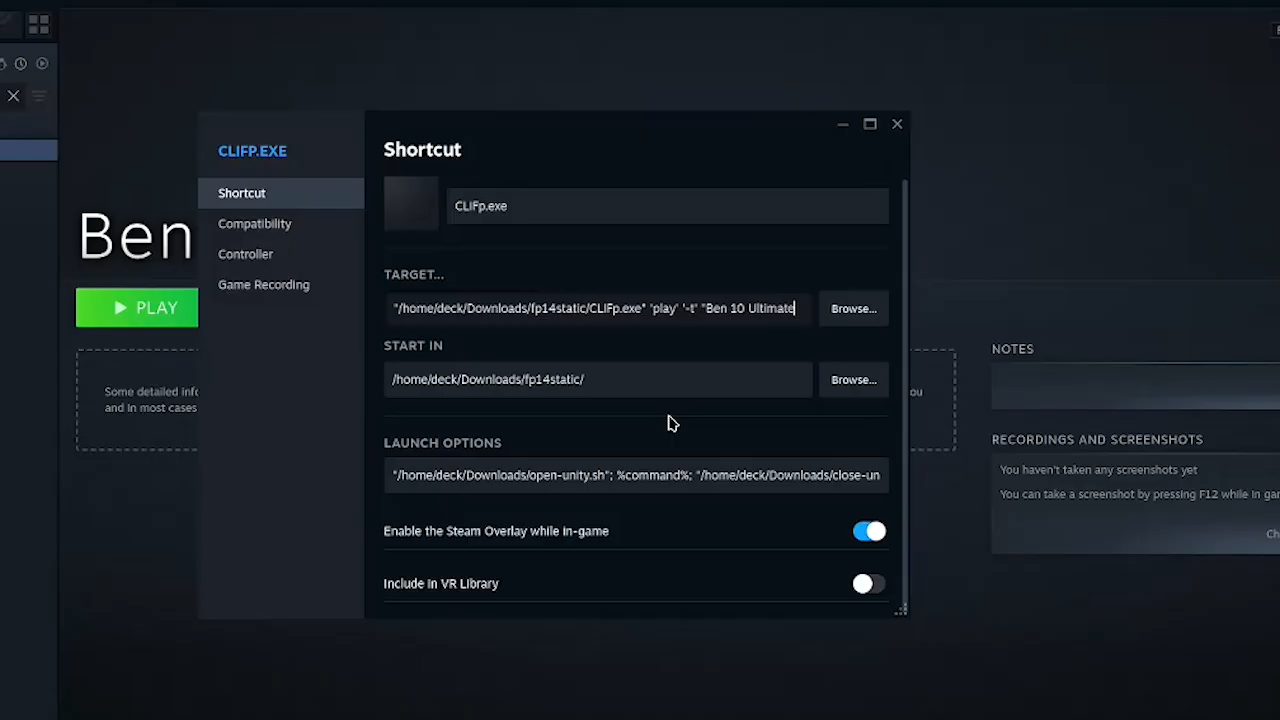 CLIFP.EXE
Shortcut
Compatibility
Controller
Game Recording
Shortcut
CLIFp.exe
TARGET...
"/home/deck/Downloads/fp14static/CLIFp.exe" 'play' '-t' "Ben 10 Ultimate
Browse...
START IN
/home/deck/Downloads/fp14static/
Browse...
LAUNCH OPTIONS
"/home/deck/Downloads/open-unity.sh"; %command%; "/home/deck/Downloads/close-un
Enable the Steam Overlay while in-game
Include in VR Library
Ben
PLAY
Some detailed info
and in most cases
ou
NOTES
RECORDINGS AND SCREENSHOTS
You haven't taken any screenshots yet
You can take a screenshot by pressing F12 while in gam
Ch